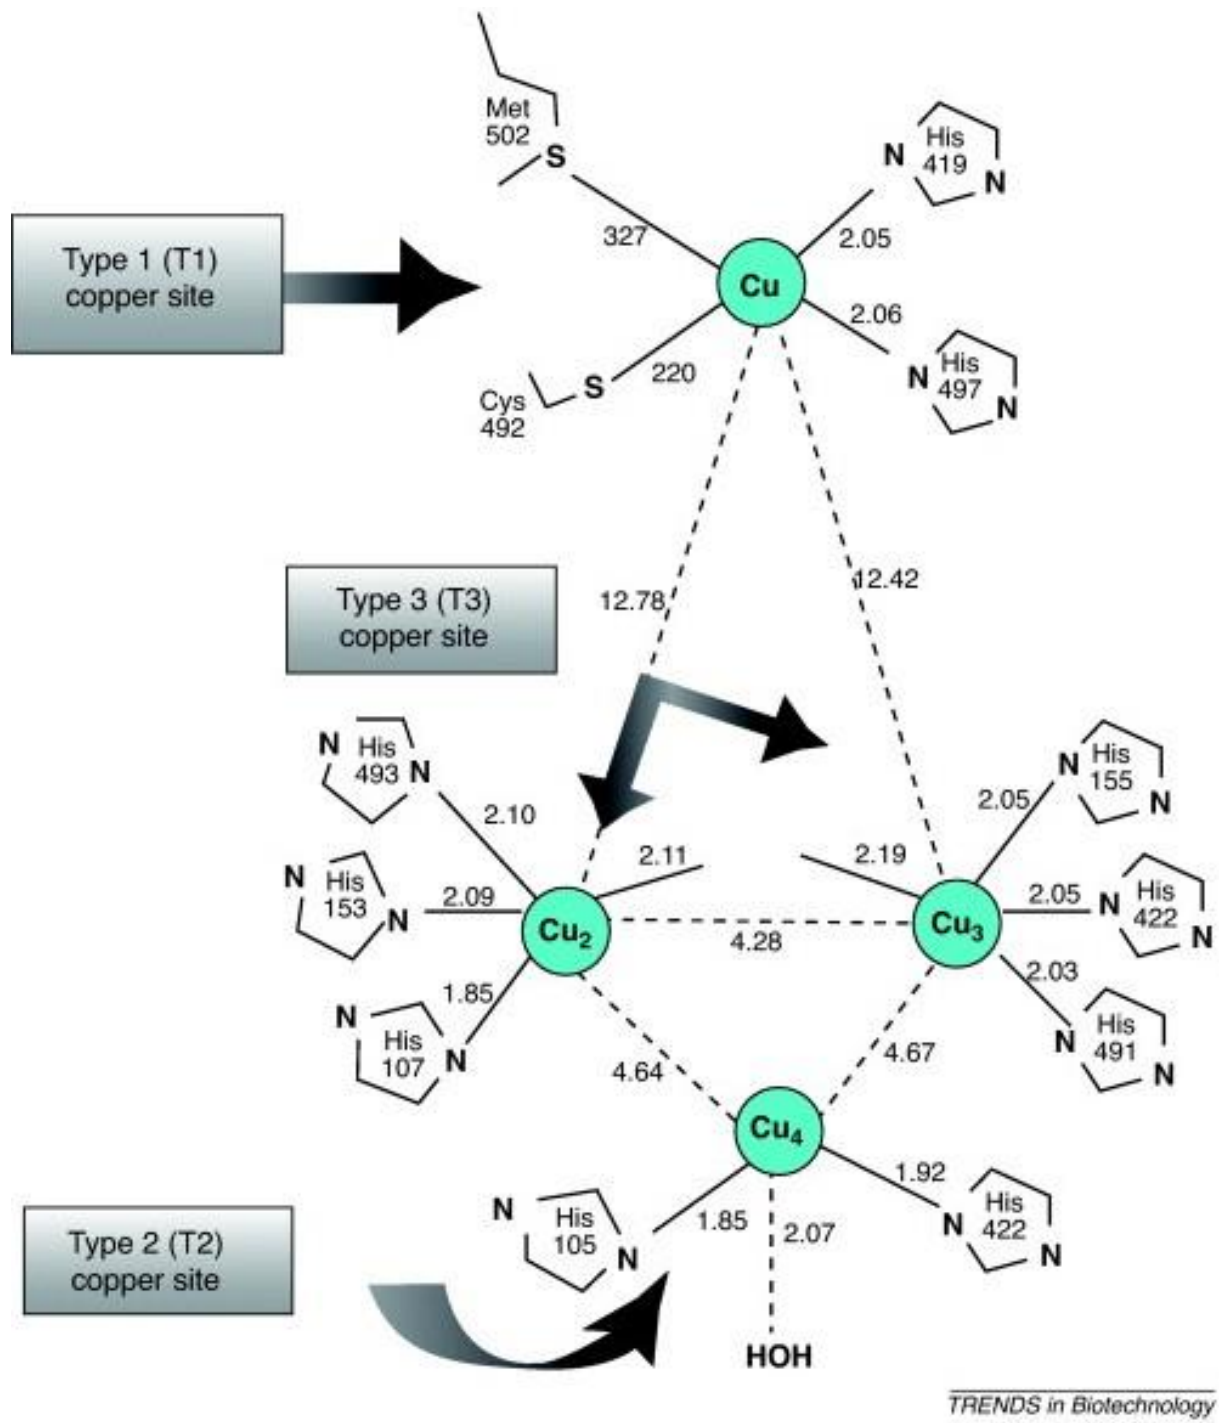 Met
502
S
N
His
419
N
327
2.05
Type 1 (T1)
copper site
Cu
2.06
220
S
Cys
492
N
His
497
N
12.78
12.42
Type 3 (T3)
copper site
N
His
493
N
2.10
2.11
2.19
2.05
N
His
155
N
N
His
153
N
2.09
Cu2
4.28
Cu3
2.05
N
His
422
N
N
His
107
N
1.85
4.64
4.67
2.03
N
His
491
N
Cu4
1.85
2.07
1.92
N
His
105
N
N
His
422
N
Type 2 (T2)
copper site
HOH
TRENDS in Biotechnology